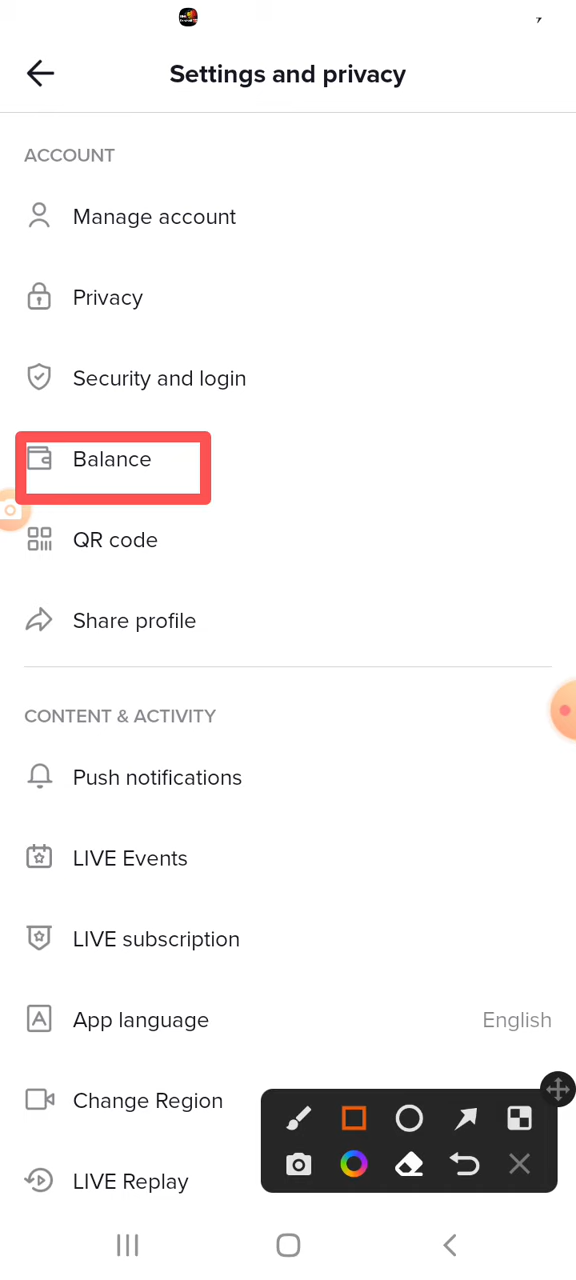 Settings and privacy
ACCOUNT
Manage account
Privacy
Security and login
Balance
QR code
Share profile
CONTENT & ACTIVITY
Push notifications
LIVE Events
LIVE subscription
App language English
Change Region
LIVE Replay